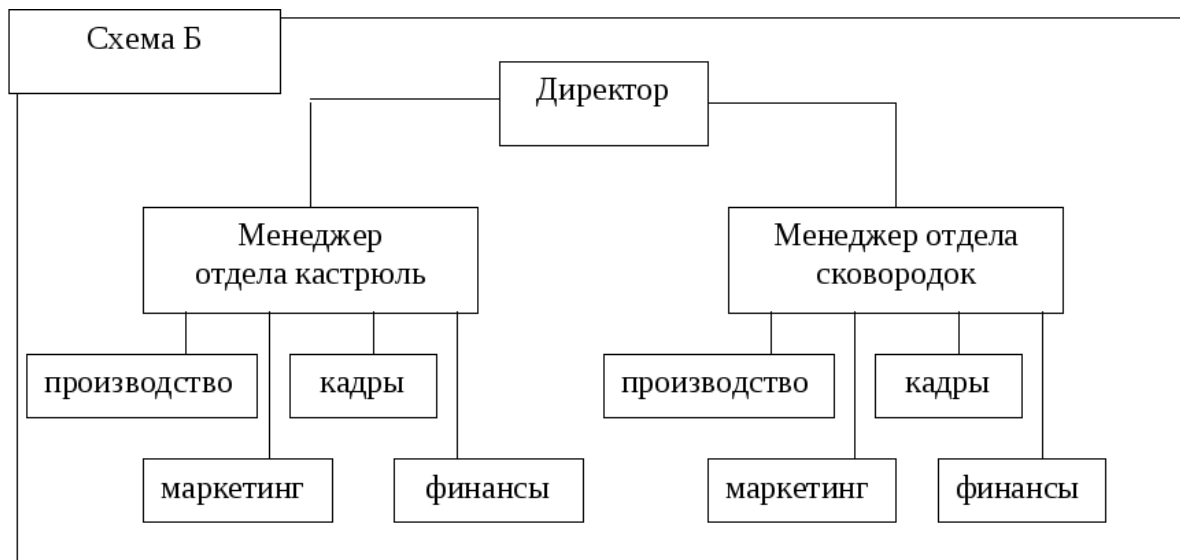 Схема Б
Директор
Менеджер
отдела кастрюль
Менеджер отдела
сковородок
производство
кадры
производство
кадры
маркетинг
финансы
маркетинг
финансы